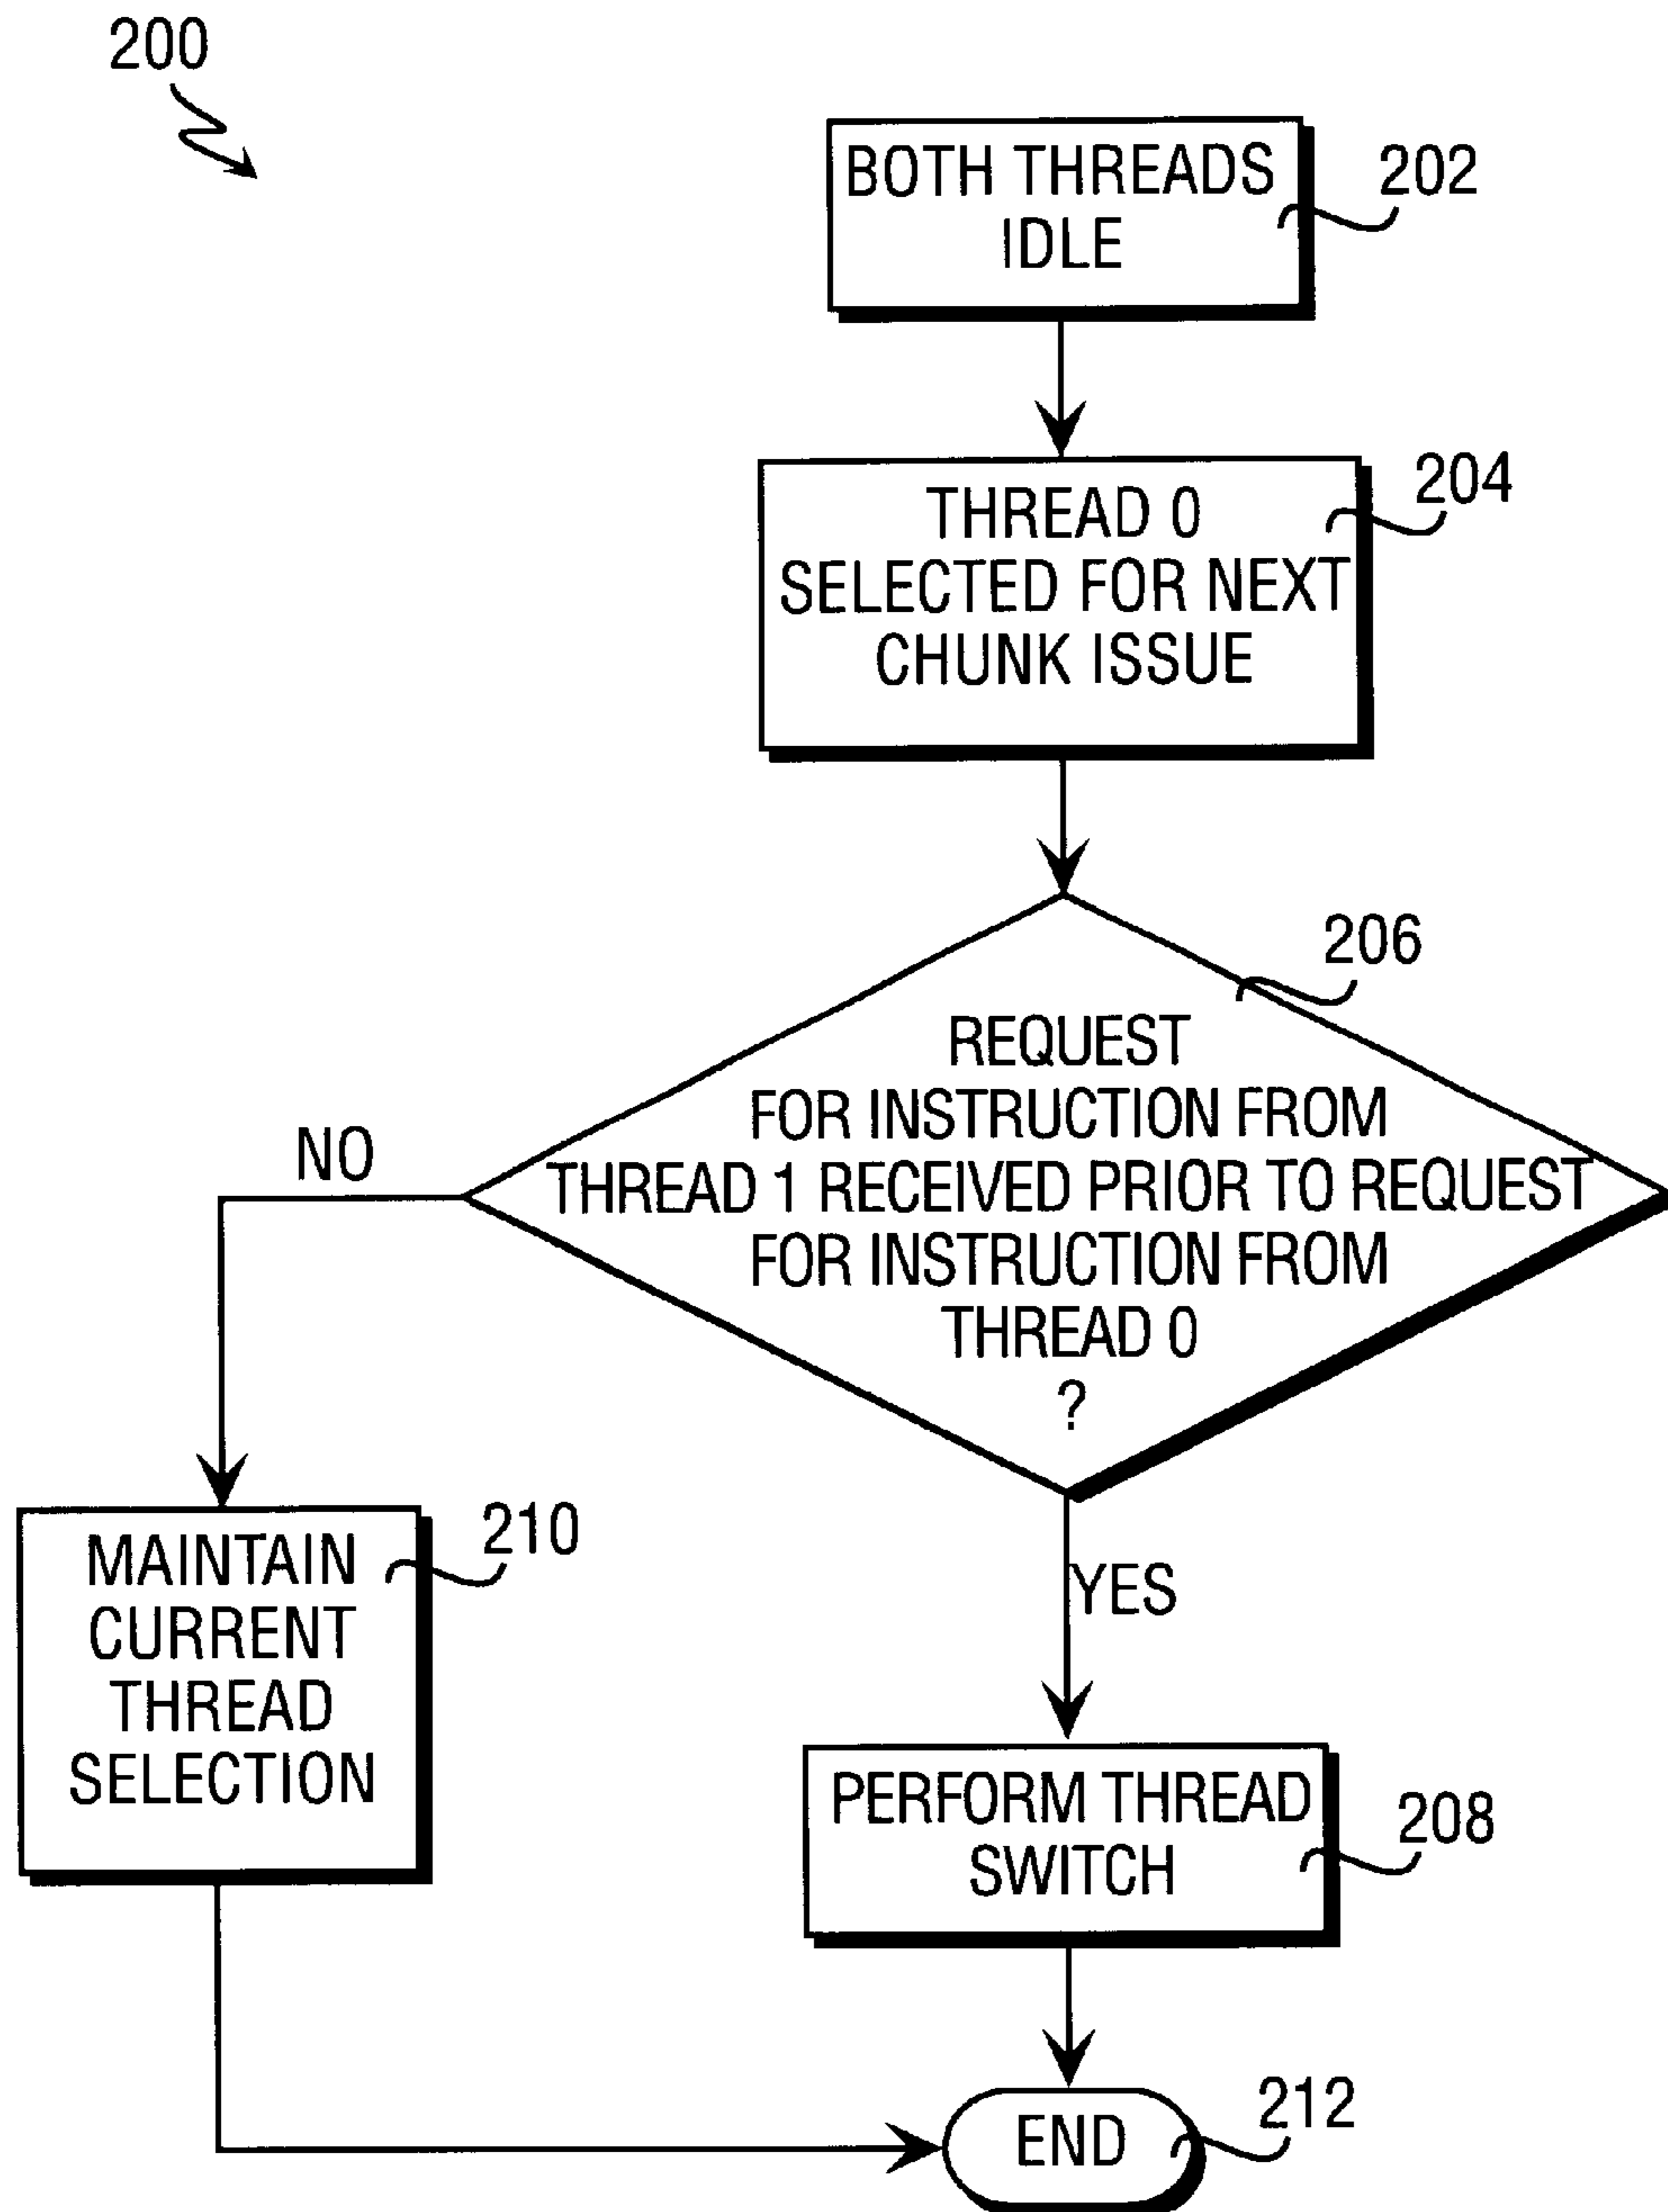 200
BOTH THREADS
IDLE
202
THREAD 0
SELECTED FOR NEXT
CHUNK ISSUE
204
206
REQUEST
FOR INSTRUCTION FROM
THREAD 1 RECEIVED PRIOR TO REQUEST
FOR INSTRUCTION FROM
THREAD 0
?
NO
YES
MAINTAIN
CURRENT
THREAD
SELECTION
210
PERFORM THREAD
SWITCH
208
END
212